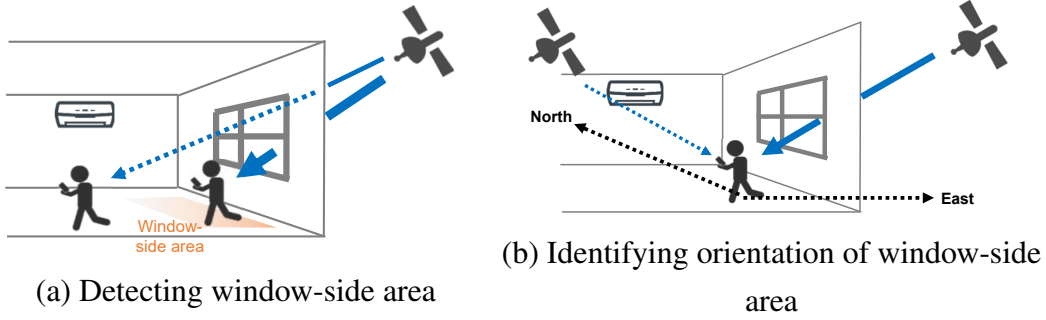 Window-
side area
(a) Detecting window-side area
North
East
(b) Identifying orientation of window-side
area